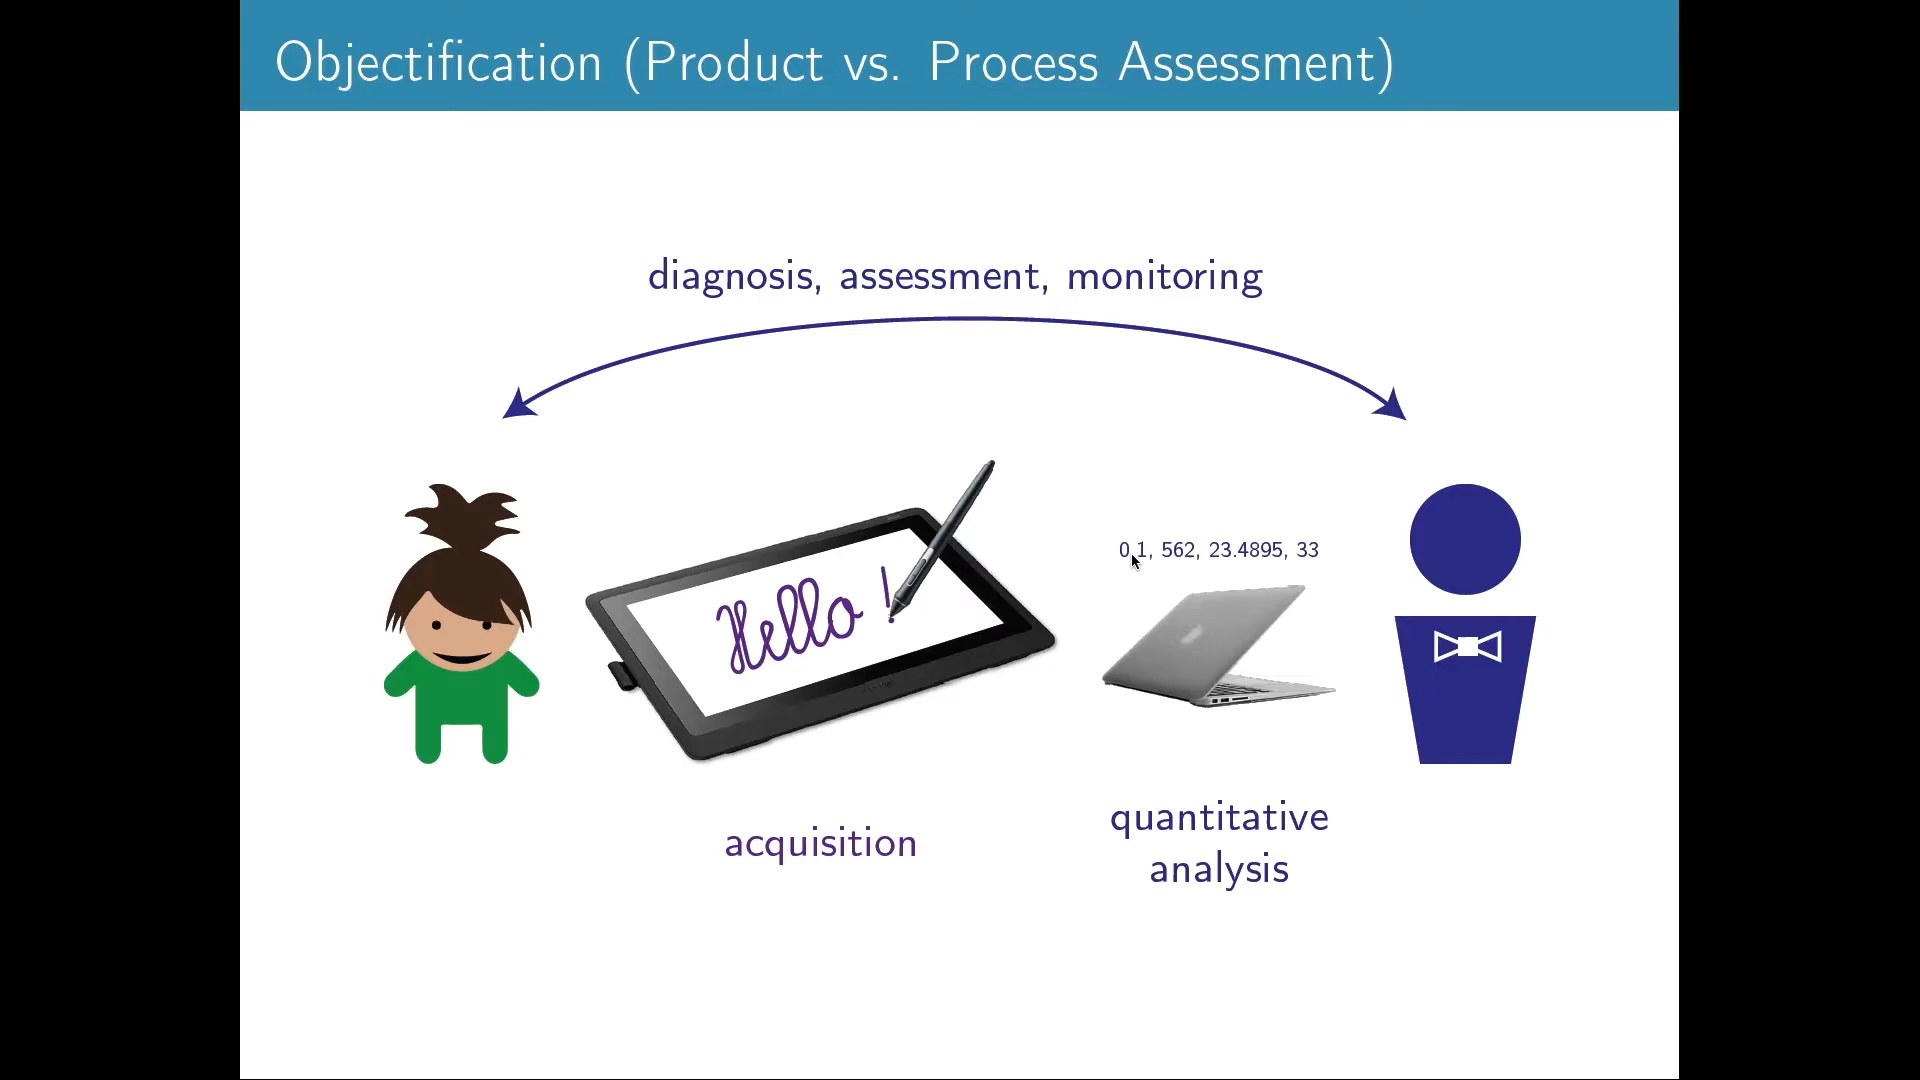 Objectification (Product vs. Process Assessment)
diagnosis, assessment, monitoring
Hello !
0.1, 562, 23.4895, 33
acquisition
quantitative
analysis